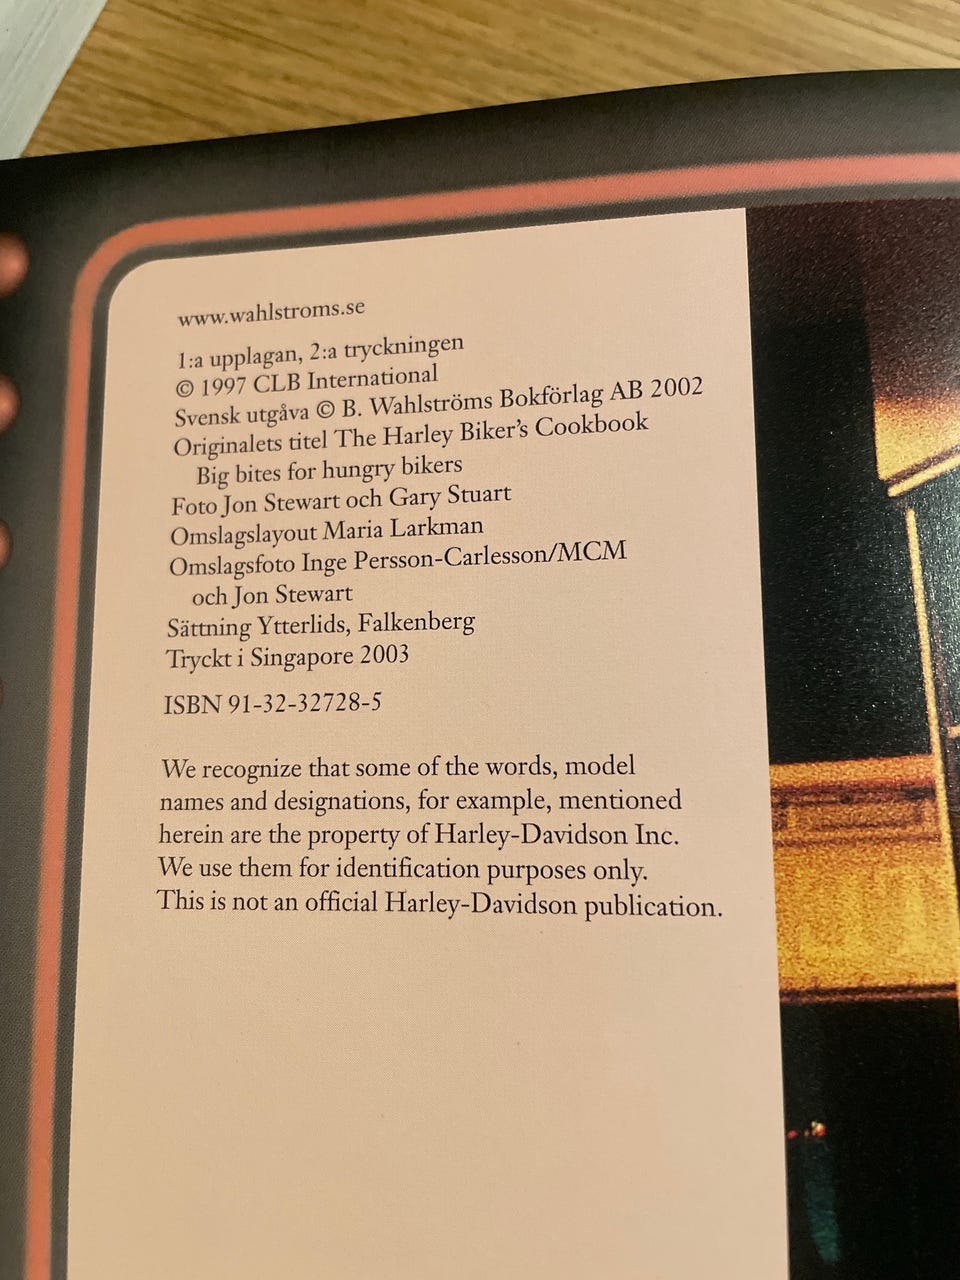 www.wahlstroms.se
1:a upplagan, 2:a tryckningen
© 1997 CLB International
Svensk utgåva © B. Wahlströms Bokförlag AB 2002
Originalets titel The Harley Biker's Cookbook
Big bites for hungry bikers
Foto Jon Stewart och Gary Stuart
Omslagslayout Maria Larkman
Omslagsfoto Inge Persson-Carlesson/MCM
och Jon Stewart
Sättning Ytterlids, Falkenberg
Tryckt i Singapore 2003
ISBN 91-32-32728-5
We recognize that some of the words, model
names and designations, for example, mentioned
herein are the property of Harley-Davidson Inc.
We use them for identification purposes only.
This is not an official Harley-Davidson publication.